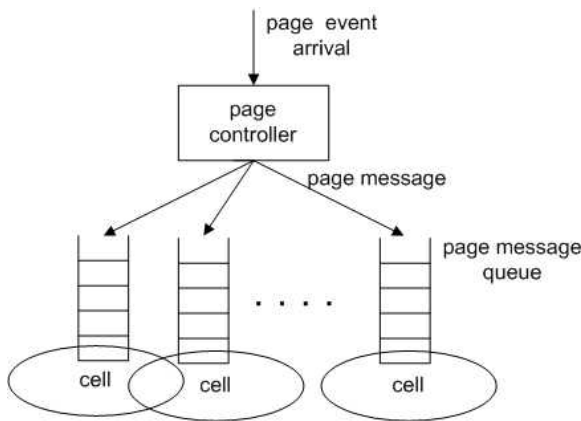 page event
arrival
page
controller
page message
page message
queue
. . . .
cell
cell
cell